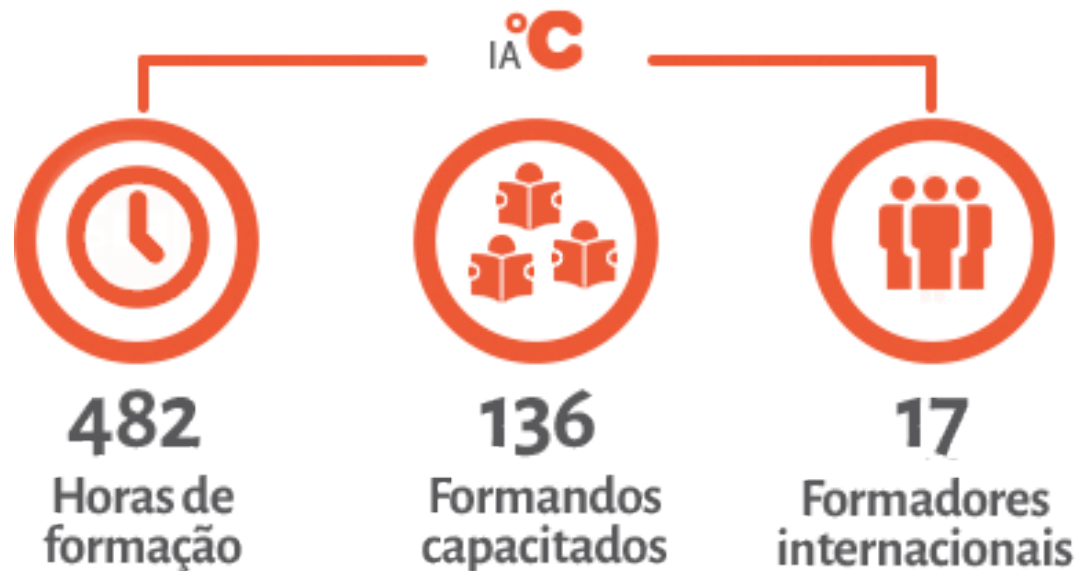 IA°C
482
136
17
Horas de
formação
Formandos
capacitados
Formadores
internacionais